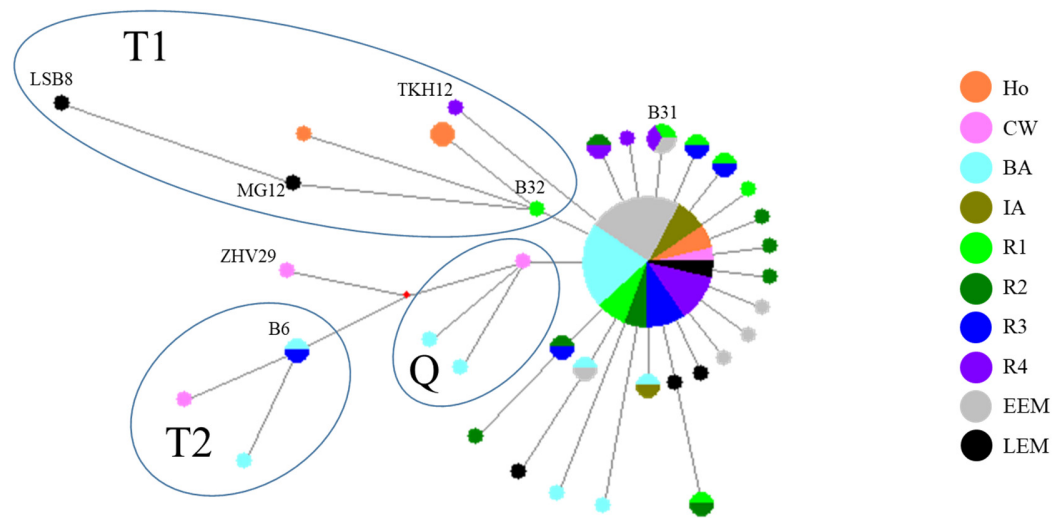 T1
LSB8
TKH12
MG12
B32
B31
ZHV29
B6
Q
T2
Ho
CW
BA
IA
R1
R2
R3
R4
EEM
LEM